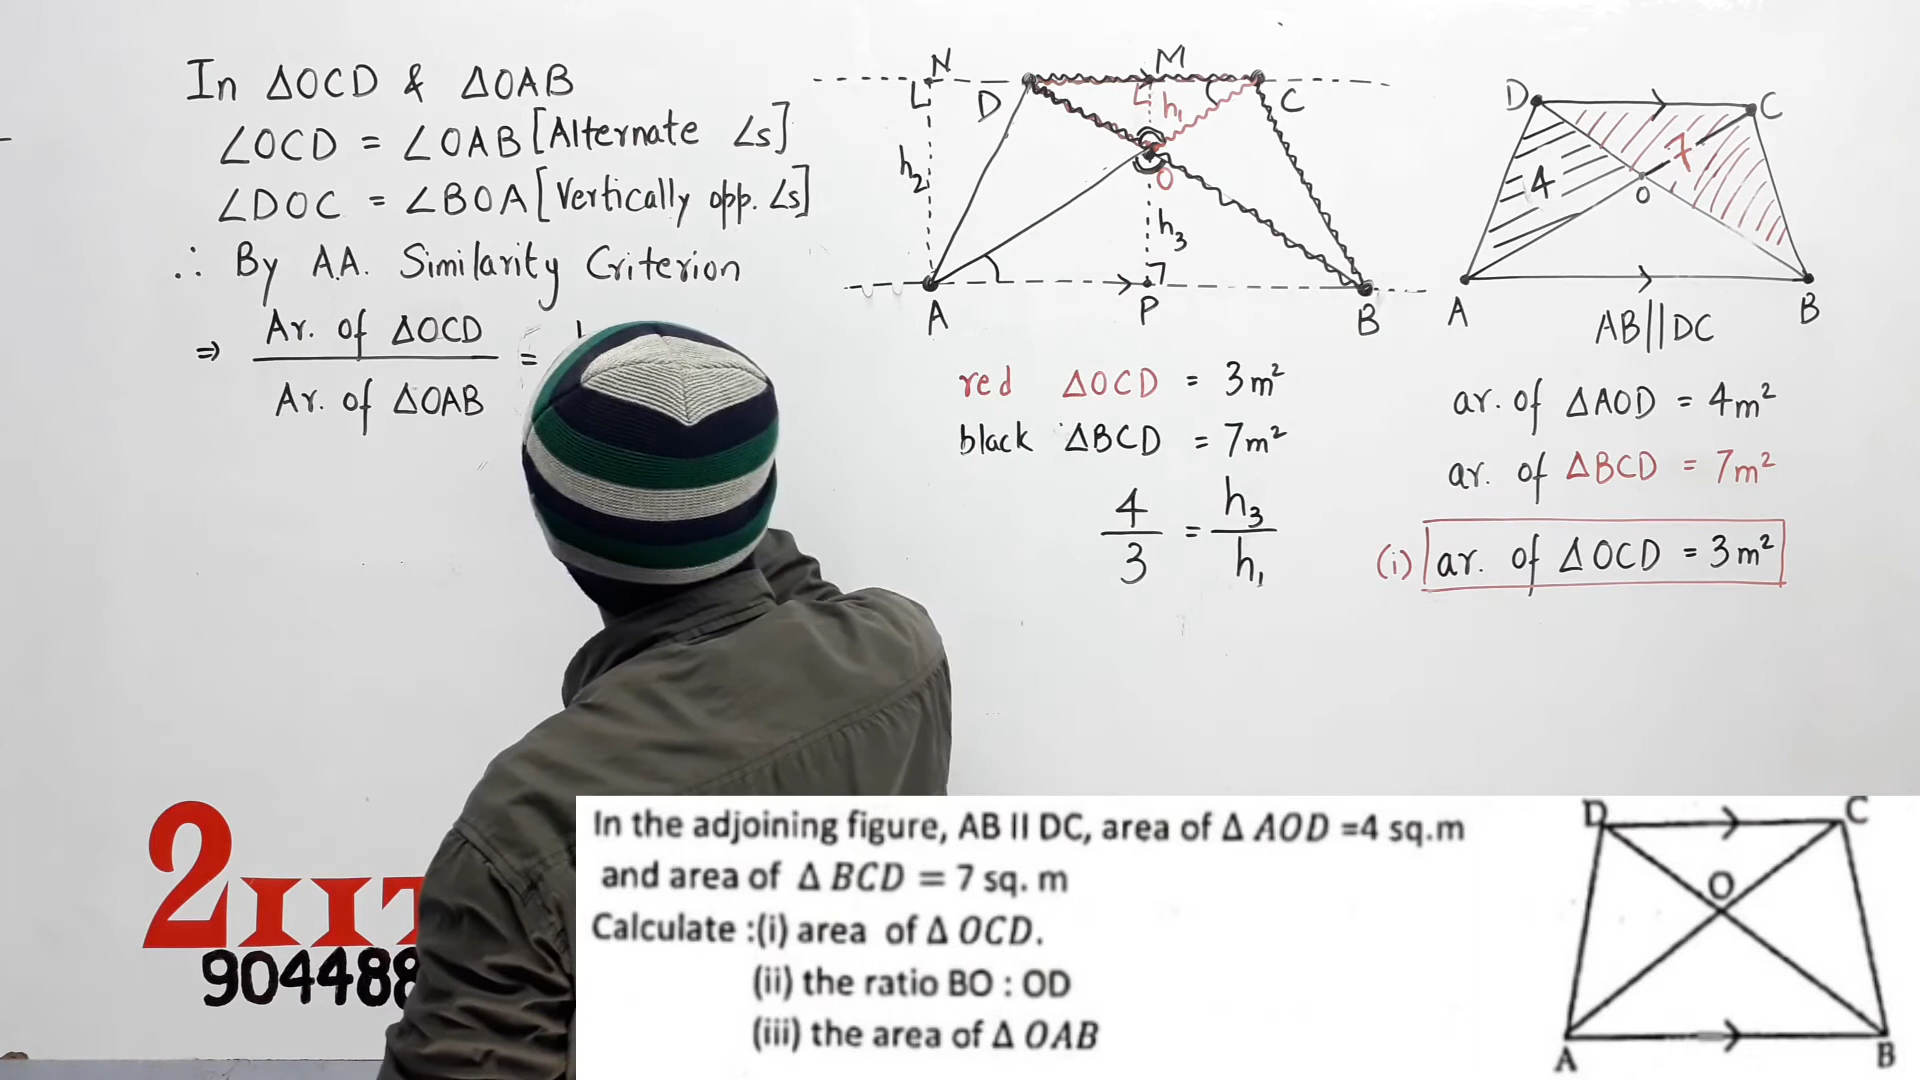 In ΔOCD & ΔOAB
∠OCD = ∠OAB [Alternate ∠s]
∠DOC = ∠BOA [Vertically opp. ∠s]
∴ By A.A. Similarity Criterion
⇒ Ar. of ΔOCD / Ar. of ΔOAB =
N M
D C
h₁
h₂
O
h₃
A P B
red ΔOCD = 3m²
black ΔBCD = 7m²
4/3 = h₃/h₁
D C
4 7
O
A B
AB||DC
ar. of ΔAOD = 4m²
ar. of ΔBCD = 7m²
(i) ar. of ΔOCD = 3m²
2IIT
904488
In the adjoining figure, AB II DC, area of Δ AOD =4 sq.m
and area of Δ BCD = 7 sq. m
Calculate :(i) area of Δ OCD.
(ii) the ratio BO : OD
(iii) the area of Δ OAB
D C
O
A B